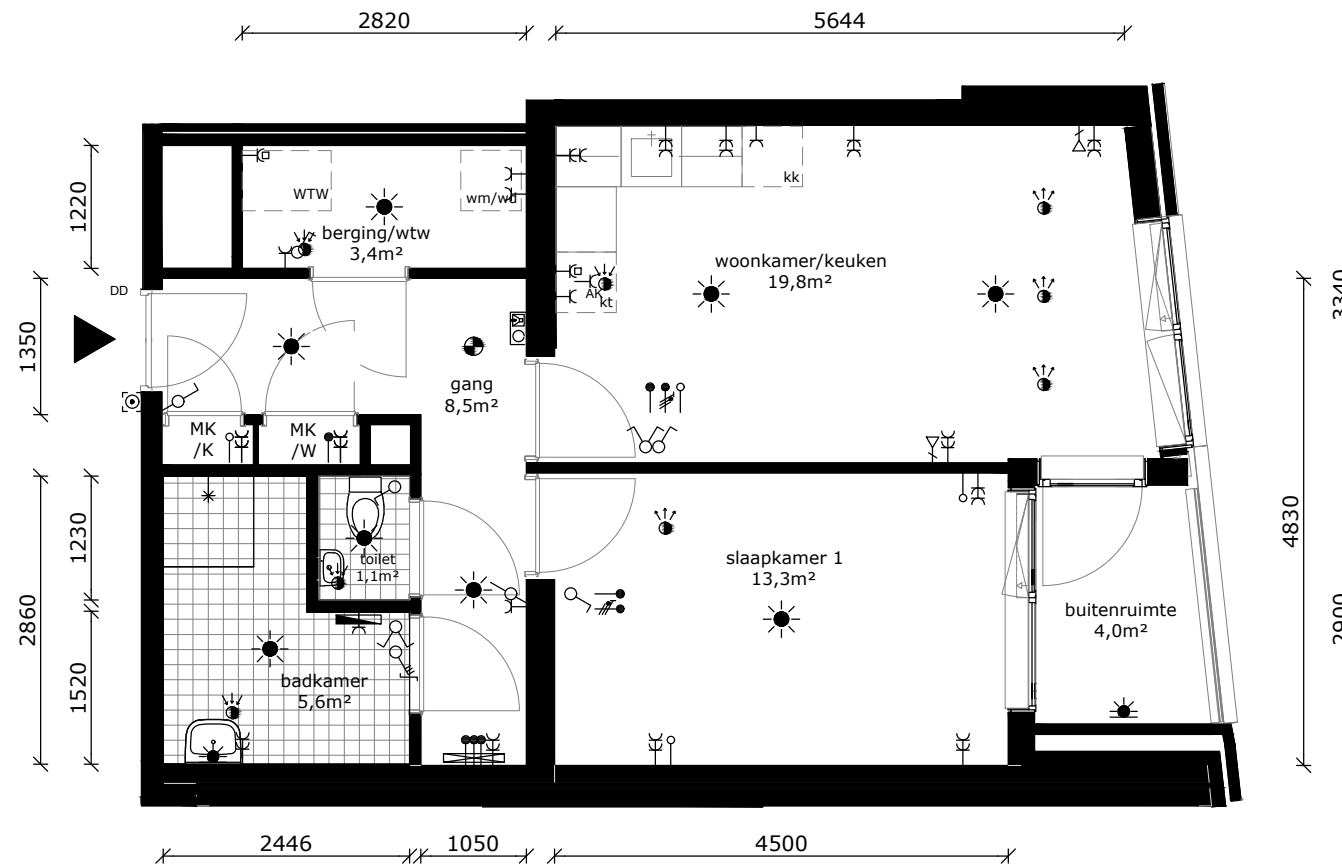 2820
5644
1220
WTW
wm/wd
kk
berging/wtw
3,4m²
woonkamer/keuken
19,8m²
AK
kt
DD
1350
3340
gang
8,5m²
MK
/K
MK
/W
1230
2860
4830
toilet
1,1m²
slaapkamer 1
13,3m²
buitenruimte
4,0m²
2900
1520
badkamer
5,6m²
2446
1050
4500